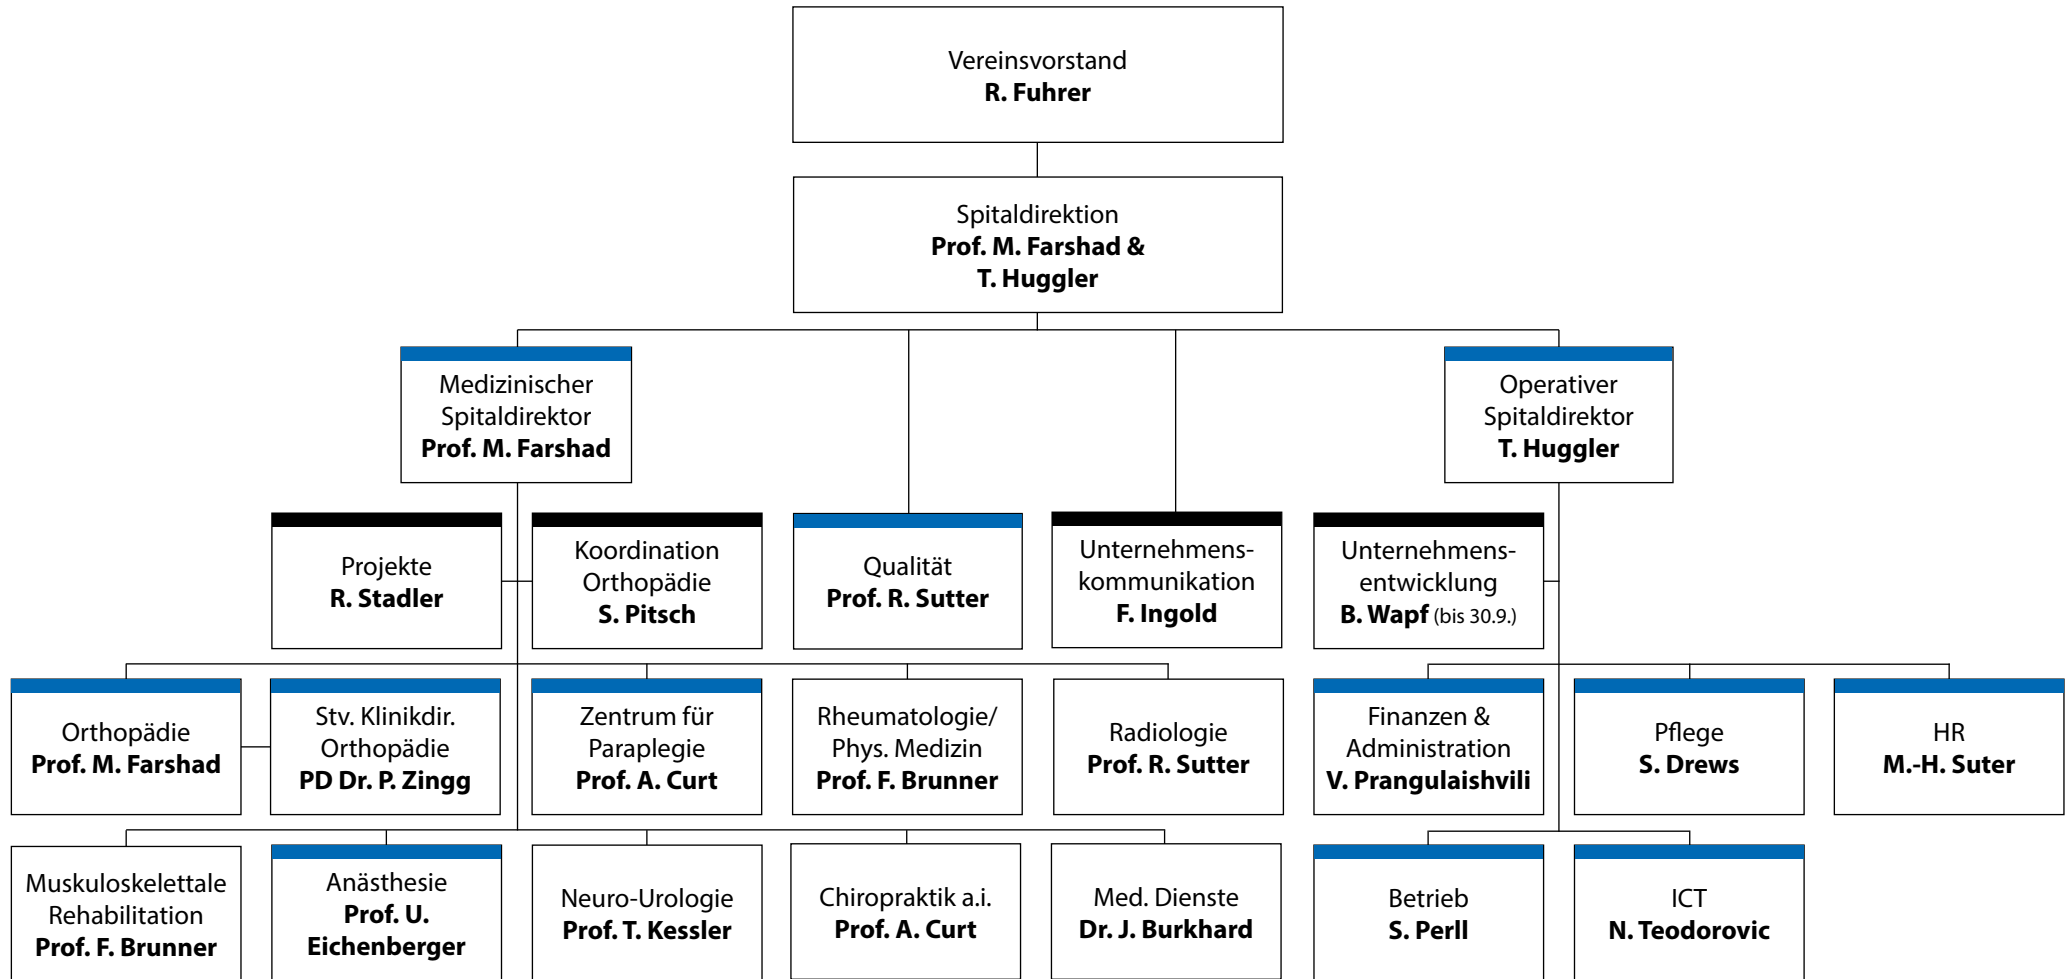 Vereinsvorstand
R. Fuhrer
Spitaldirektion
Prof. M. Farshad &
T. Huggler
Medizinischer
Spitaldirektor
Prof. M. Farshad
Operativer
Spitaldirektor
T. Huggler
Projekte
R. Stadler
Koordination
Orthopädie
S. Pitsch
Qualität
Prof. R. Sutter
Unternehmens-
kommunikation
F. Ingold
Unternehmens-
entwicklung
B. Wapf (bis 30.9.)
Orthopädie
Prof. M. Farshad
Stv. Klinikdir.
Orthopädie
PD Dr. P. Zingg
Zentrum für
Paraplegie
Prof. A. Curt
Rheumatologie/
Phys. Medizin
Prof. F. Brunner
Radiologie
Prof. R. Sutter
Finanzen &
Administration
V. Prangulaishvili
Pflege
S. Drews
HR
M.-H. Suter
Muskuloskelettale
Rehabilitation
Prof. F. Brunner
Anästhesie
Prof. U.
Eichenberger
Neuro-Urologie
Prof. T. Kessler
Chiropraktik a.i.
Prof. A. Curt
Med. Dienste
Dr. J. Burkhard
Betrieb
S. Perll
ICT
N. Teodorovic